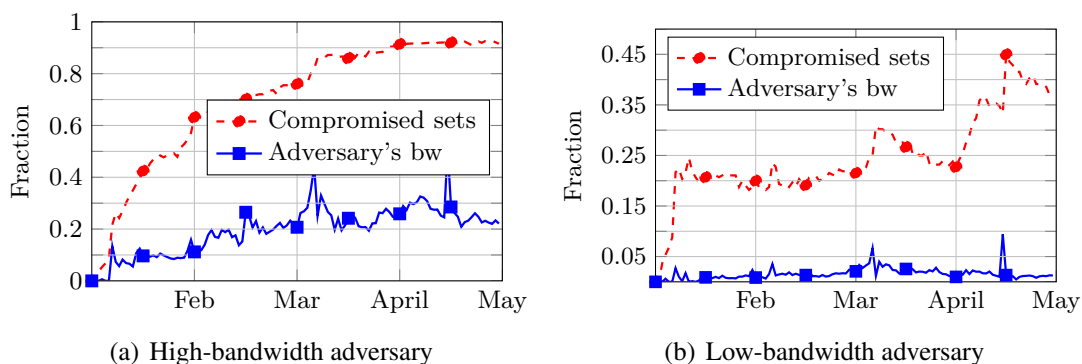 1
0.8
0.6
0.4
0.2
0
Fraction
Compromised sets
Adversary's bw
Feb
Mar
April
May
(a) High-bandwidth adversary
0.45
0.35
0.25
0.15
0.05
Fraction
Compromised sets
Adversary's bw
Feb
Mar
April
May
(b) Low-bandwidth adversary